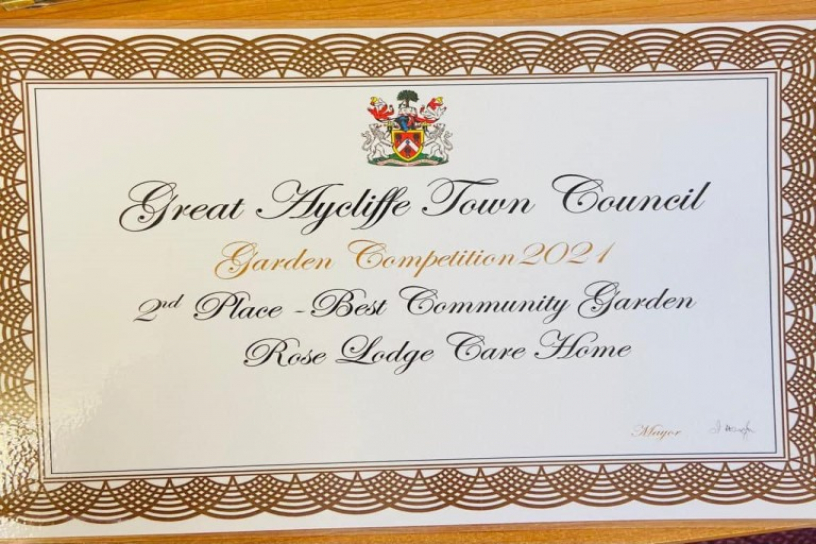 Great Aycliffe Town Council
Garden Competition 2021
2nd Place - Best Community Garden
Rose Lodge Care Home
Mayor